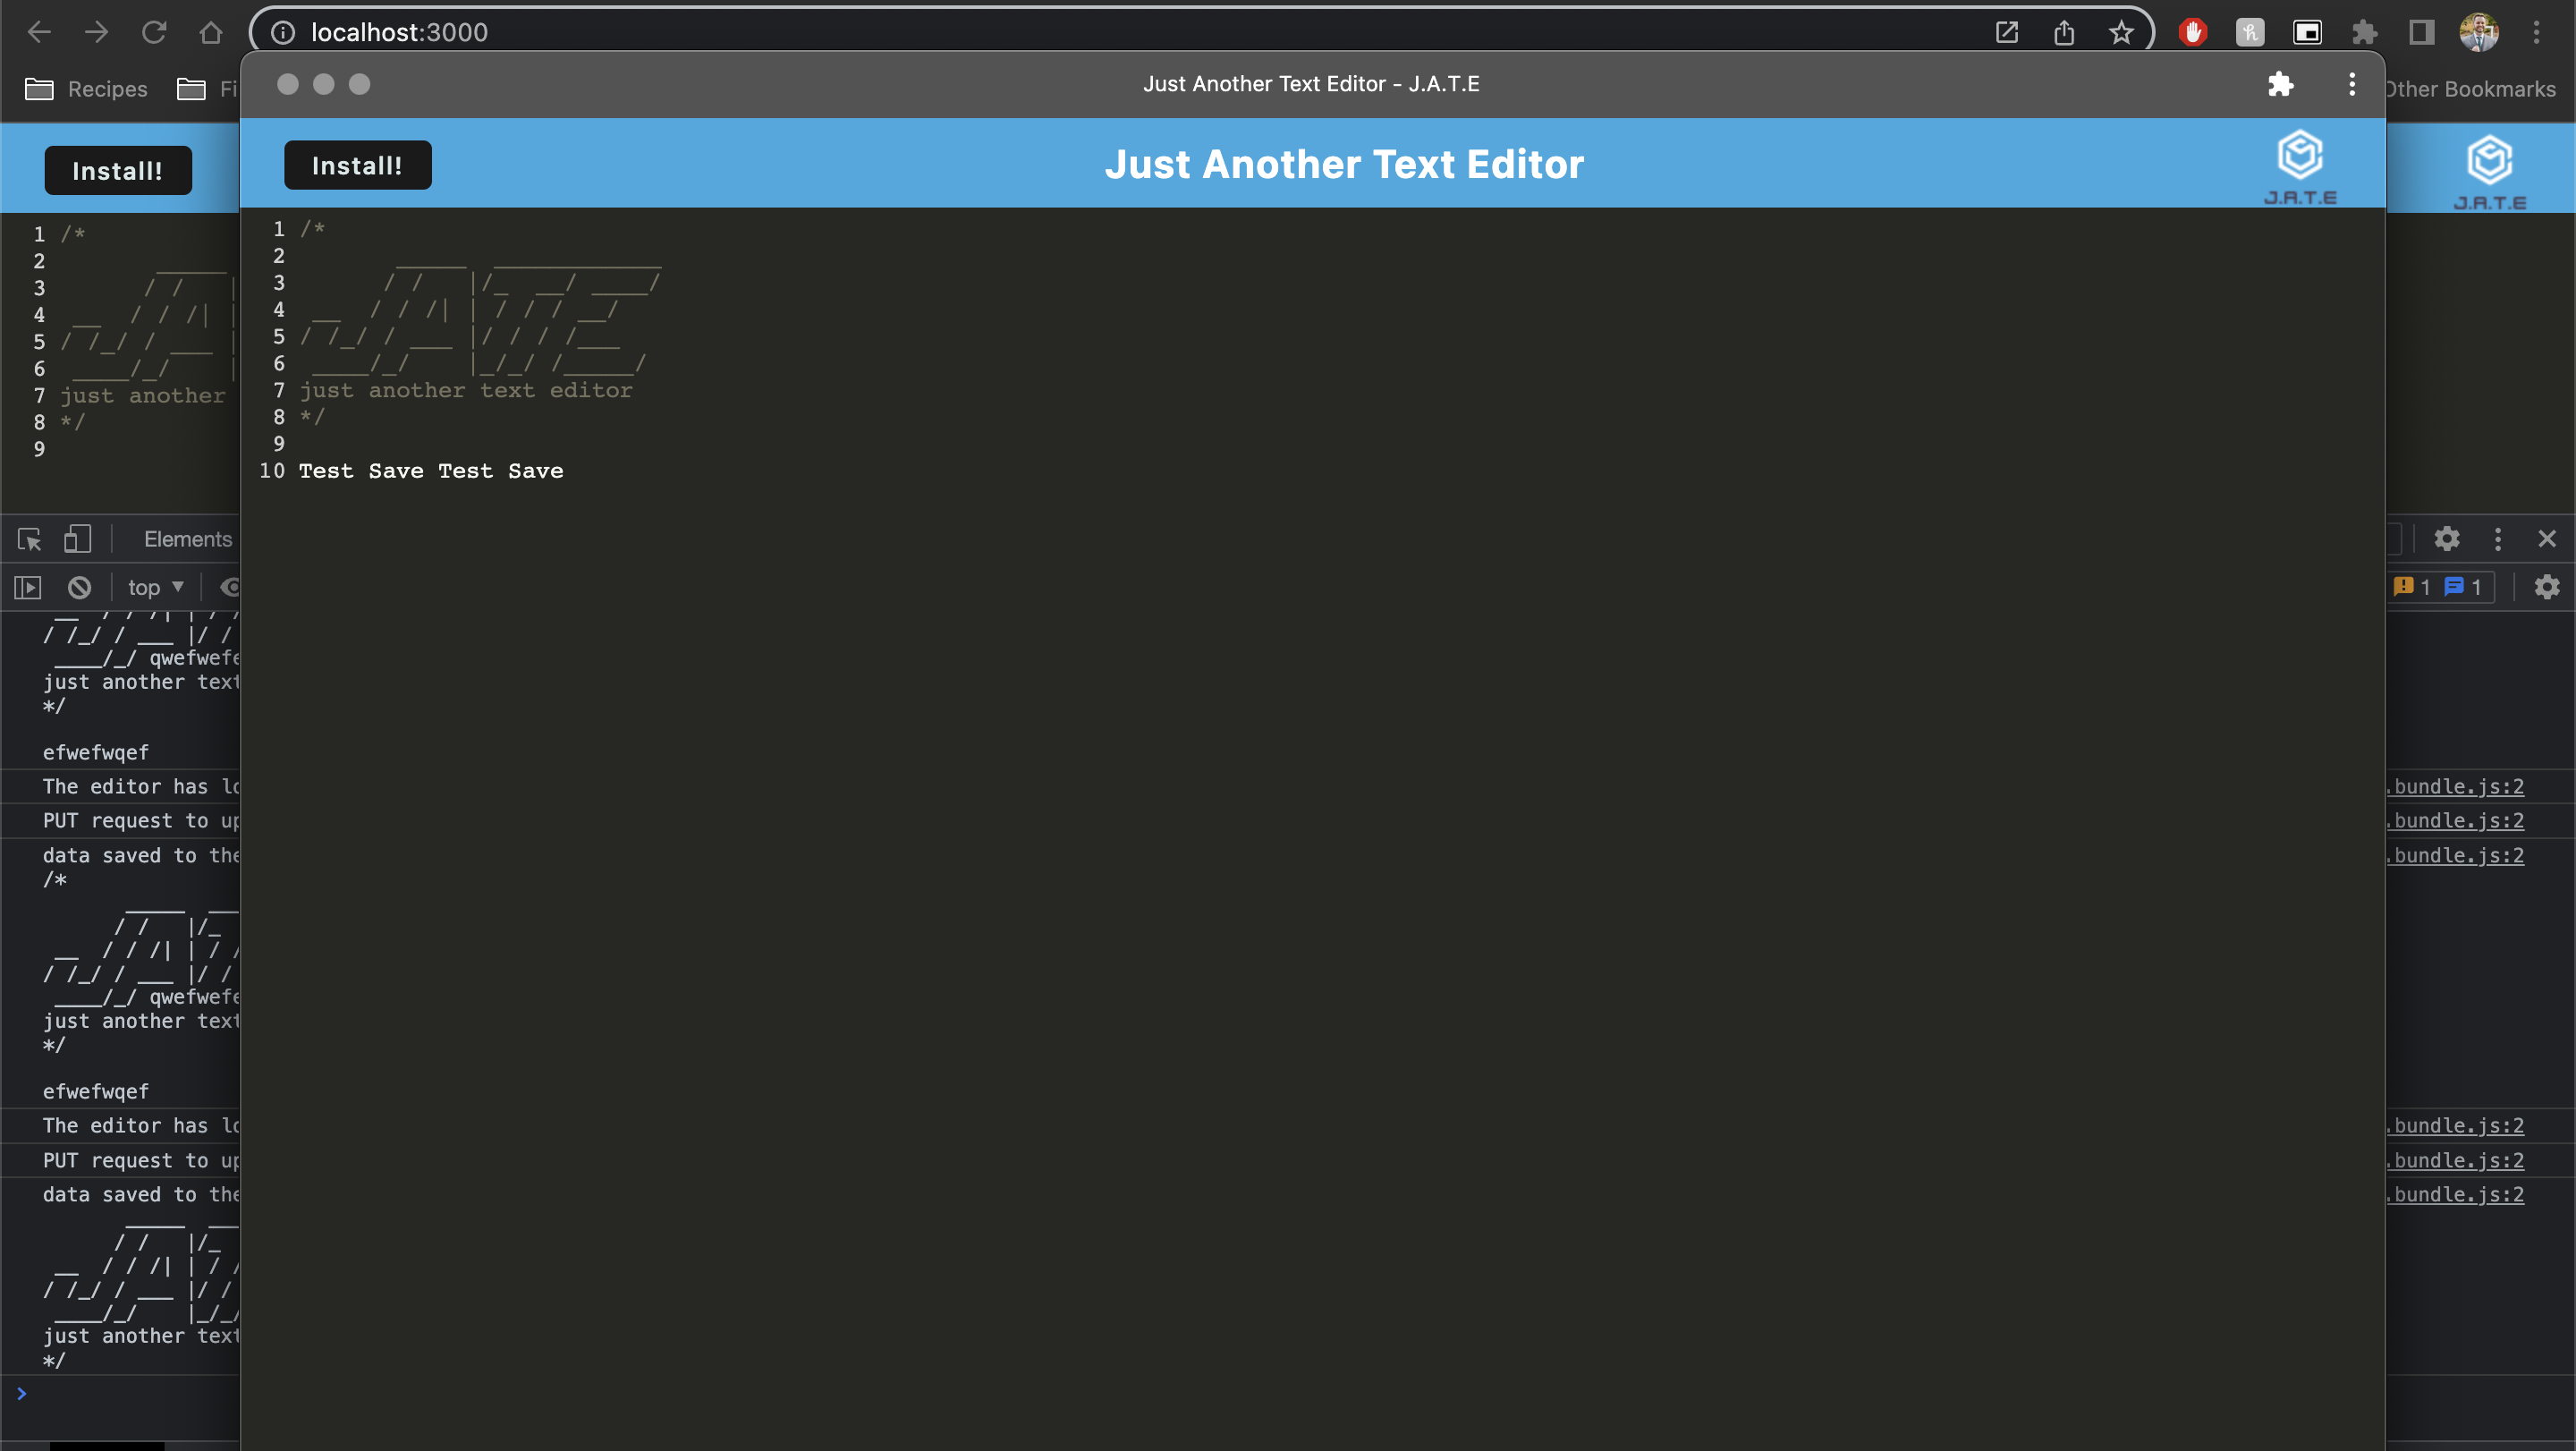 localhost:3000
Recipes
Fi
Other Bookmarks
Just Another Text Editor - J.A.T.E
Install!
Install!
Just Another Text Editor
J.A.T.E
J.A.T.E
1 /*
2
3
4
5
6
7 just another
8 */
9
1 /*
2        ______  ______________
3       / /    |/_  __/ ____/
4  __  / / /| | / / / __/
5 / /_/ / ___ |/ / / /___
6  ____/_/     |_/_/ /_____/
7 just another text editor
8 */
9
10 Test Save Test Save
Elements
top
1 1
/ /_/ / ___ |/ /
____/_/ qwefwefe
just another text
*/
efwefwqef
The editor has lo
.bundle.js:2
PUT request to up
.bundle.js:2
data saved to the
.bundle.js:2
/*
/ /    |/_
__  / / /| | / /
/ /_/ / ___ |/ /
____/_/ qwefwefe
just another text
*/
efwefwqef
The editor has lo
.bundle.js:2
PUT request to up
.bundle.js:2
data saved to the
.bundle.js:2
/ /    |/_
__  / / /| | / /
/ /_/ / ___ |/ /
____/_/     |_/_/
just another text
*/